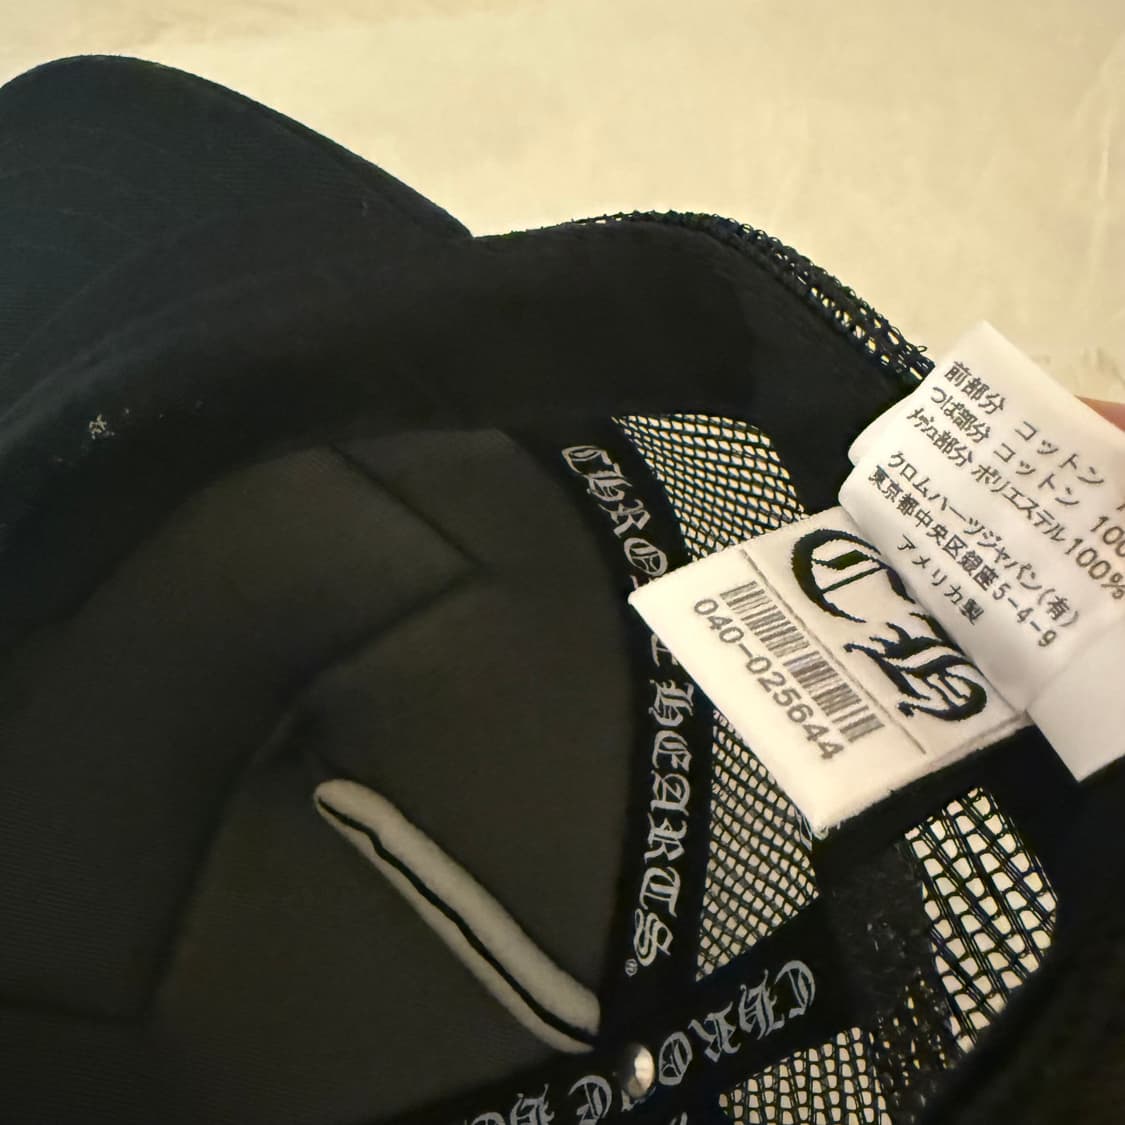 前部分 コットン
つば部分 コットン 100
メッシュ部分 ポリエステル100%
クロムハーツジャパン(有)
東京都中央区銀座5-4-9
アメリカ製
CH
040-025644
CHROME HEARTS®
CHRO